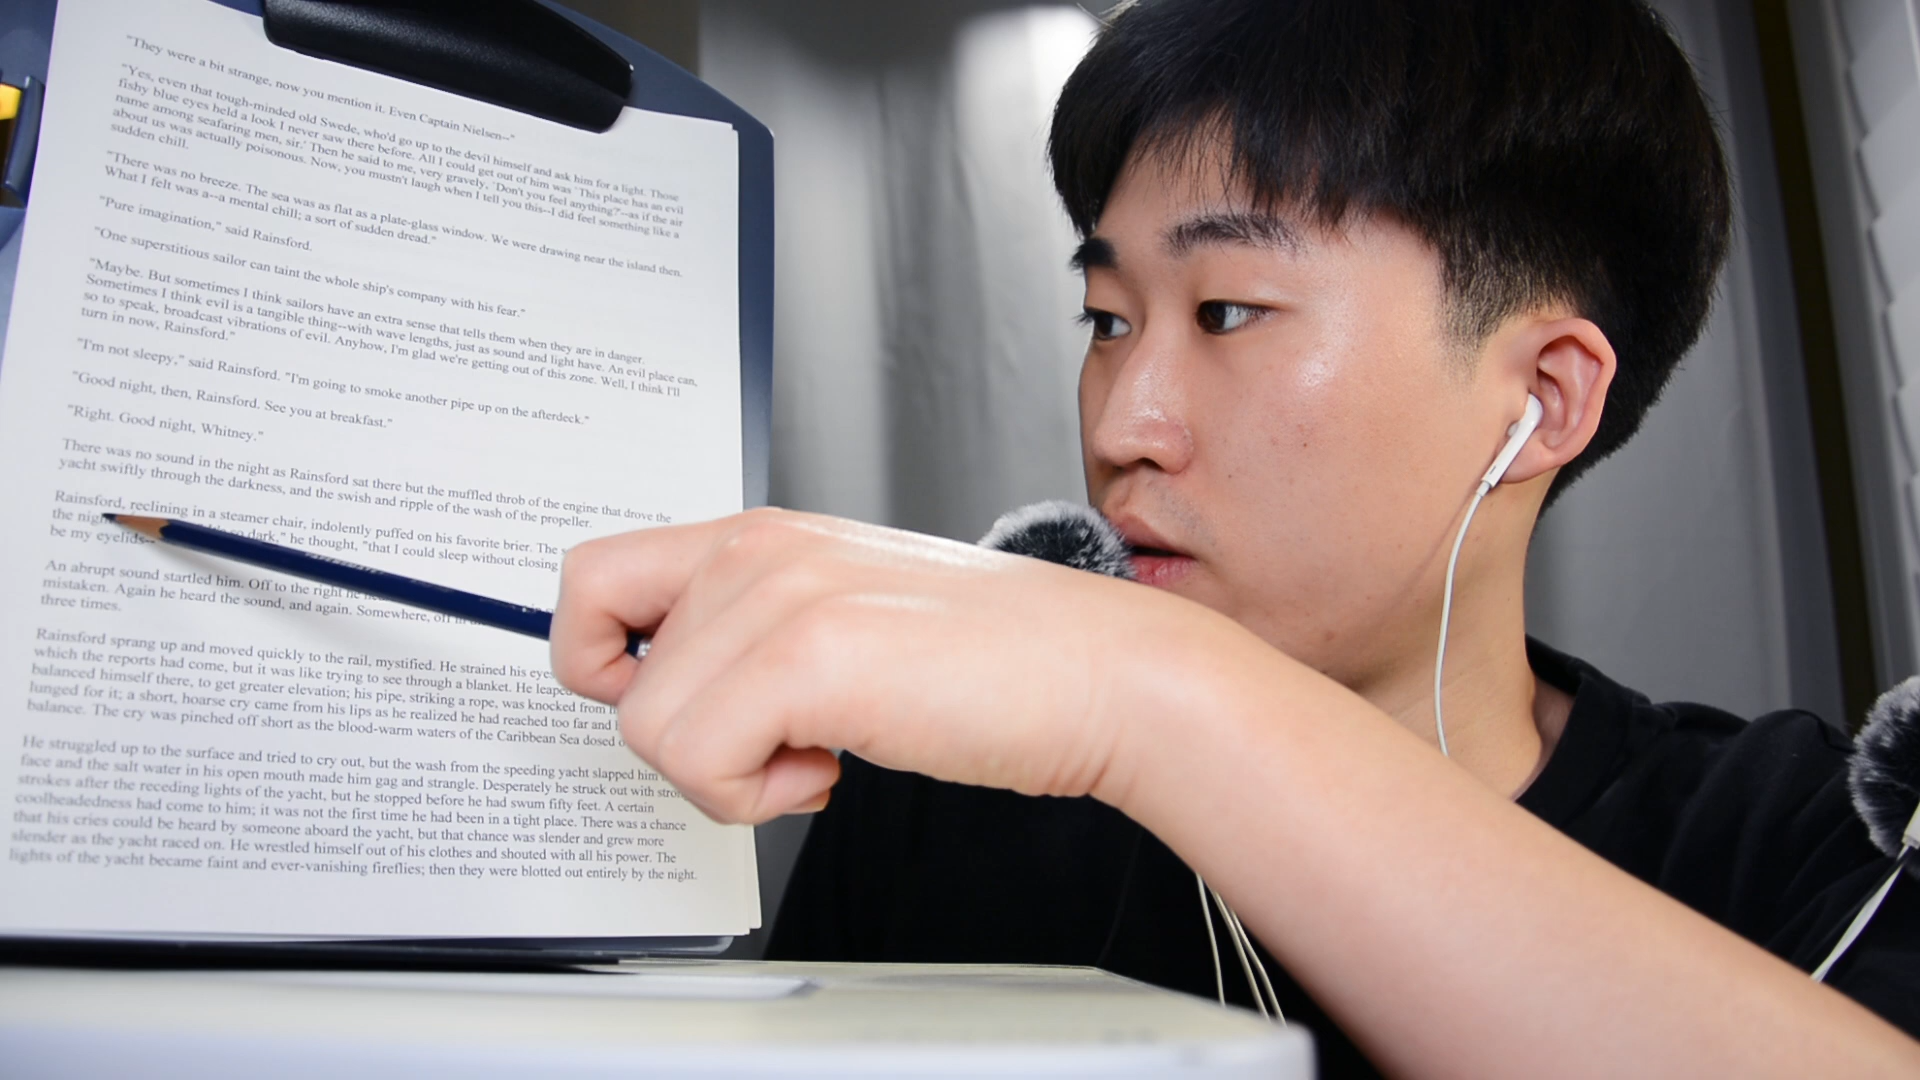 "They were a bit strange, now you mention it. Even Captain Nielsen--"
"Yes, even that tough-minded old Swede, who'd go up to the devil himself and ask him for a light. Those
fishy blue eyes held a look I never saw there before. All I could get out of him was 'This place has an evil
name among seafaring men, sir.' Then he said to me, very gravely, 'Don't you feel anything?'--as if the air
about us was actually poisonous. Now, you mustn't laugh when I tell you this--I did feel something like a
sudden chill.
"There was no breeze. The sea was as flat as a plate-glass window. We were drawing near the island then.
What I felt was a--a mental chill; a sort of sudden dread."
"Pure imagination," said Rainsford.
"One superstitious sailor can taint the whole ship's company with his fear."
"Maybe. But sometimes I think sailors have an extra sense that tells them when they are in danger.
Sometimes I think evil is a tangible thing--with wave lengths, just as sound and light have. An evil place can,
so to speak, broadcast vibrations of evil. Anyhow, I'm glad we're getting out of this zone. Well, I think I'll
turn in now, Rainsford."
"I'm not sleepy," said Rainsford. "I'm going to smoke another pipe up on the afterdeck."
"Good night, then, Rainsford. See you at breakfast."
"Right. Good night, Whitney."
There was no sound in the night as Rainsford sat there but the muffled throb of the engine that drove the
yacht swiftly through the darkness, and the swish and ripple of the wash of the propeller.
Rainsford, reclining in a steamer chair, indolently puffed on his favorite brier. The
the dark," he thought, "that I could sleep without closing
be my eyelids--
An abrupt sound startled him. Off to the right he
mistaken. Again he heard the sound, and again. Somewhere, off in
three times.
Rainsford sprang up and moved quickly to the rail, mystified. He strained his eyes
which the reports had come, but it was like trying to see through a blanket. He leaped
balanced himself there, to get greater elevation; his pipe, striking a rope, was knocked from
lunged for it; a short, hoarse cry came from his lips as he realized he had reached too far and
balance. The cry was pinched off short as the blood-warm waters of the Caribbean Sea dosed
He struggled up to the surface and tried to cry out, but the wash from the speeding yacht slapped him
face and the salt water in his open mouth made him gag and strangle. Desperately he struck out with
strokes after the receding lights of the yacht, but he stopped before he had swum fifty feet. A certain
coolheadedness had come to him; it was not the first time he had been in a tight place. There was a chance
that his cries could be heard by someone aboard the yacht, but that chance was slender and grew more
slender as the yacht raced on. He wrestled himself out of his clothes and shouted with all his power. The
lights of the yacht became faint and ever-vanishing fireflies; then they were blotted out entirely by the night.